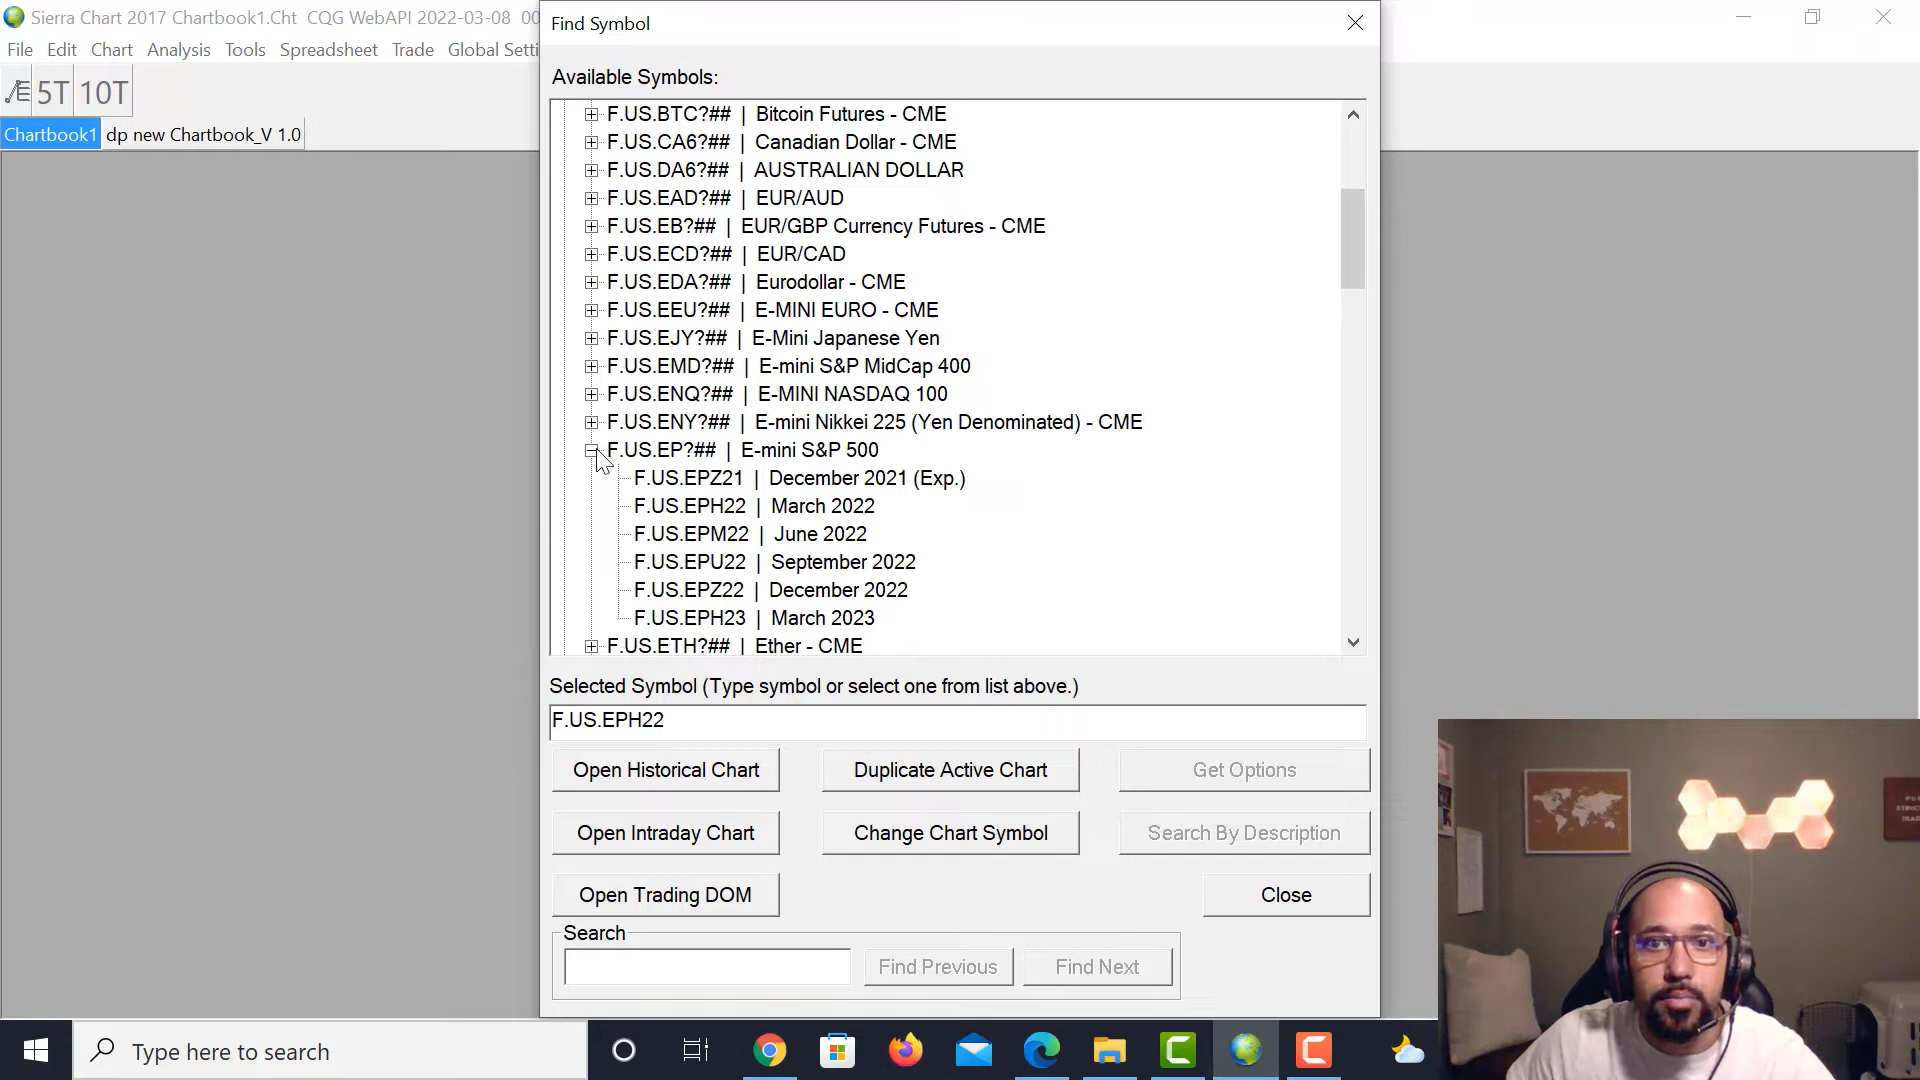 Sierra Chart 2017 Chartbook1.Cht CQG WebAPI 2022-03-08 00
File Edit Chart Analysis Tools Spreadsheet Trade Global Setti
5T 10T
Chartbook1 dp new Chartbook_V 1.0
Find Symbol
Available Symbols:
F.US.BTC?## | Bitcoin Futures - CME
F.US.CA6?## | Canadian Dollar - CME
F.US.DA6?## | AUSTRALIAN DOLLAR
F.US.EAD?## | EUR/AUD
F.US.EB?## | EUR/GBP Currency Futures - CME
F.US.ECD?## | EUR/CAD
F.US.EDA?## | Eurodollar - CME
F.US.EEU?## | E-MINI EURO - CME
F.US.EJY?## | E-Mini Japanese Yen
F.US.EMD?## | E-mini S&P MidCap 400
F.US.ENQ?## | E-MINI NASDAQ 100
F.US.ENY?## | E-mini Nikkei 225 (Yen Denominated) - CME
F.US.EP?## | E-mini S&P 500
F.US.EPZ21 | December 2021 (Exp.)
F.US.EPH22 | March 2022
F.US.EPM22 | June 2022
F.US.EPU22 | September 2022
F.US.EPZ22 | December 2022
F.US.EPH23 | March 2023
F.US.ETH?## | Ether - CME
Selected Symbol (Type symbol or select one from list above.)
F.US.EPH22
Open Historical Chart Duplicate Active Chart Get Options
Open Intraday Chart Change Chart Symbol Search By Description
Open Trading DOM Close
Search
Find Previous Find Next
Type here to search